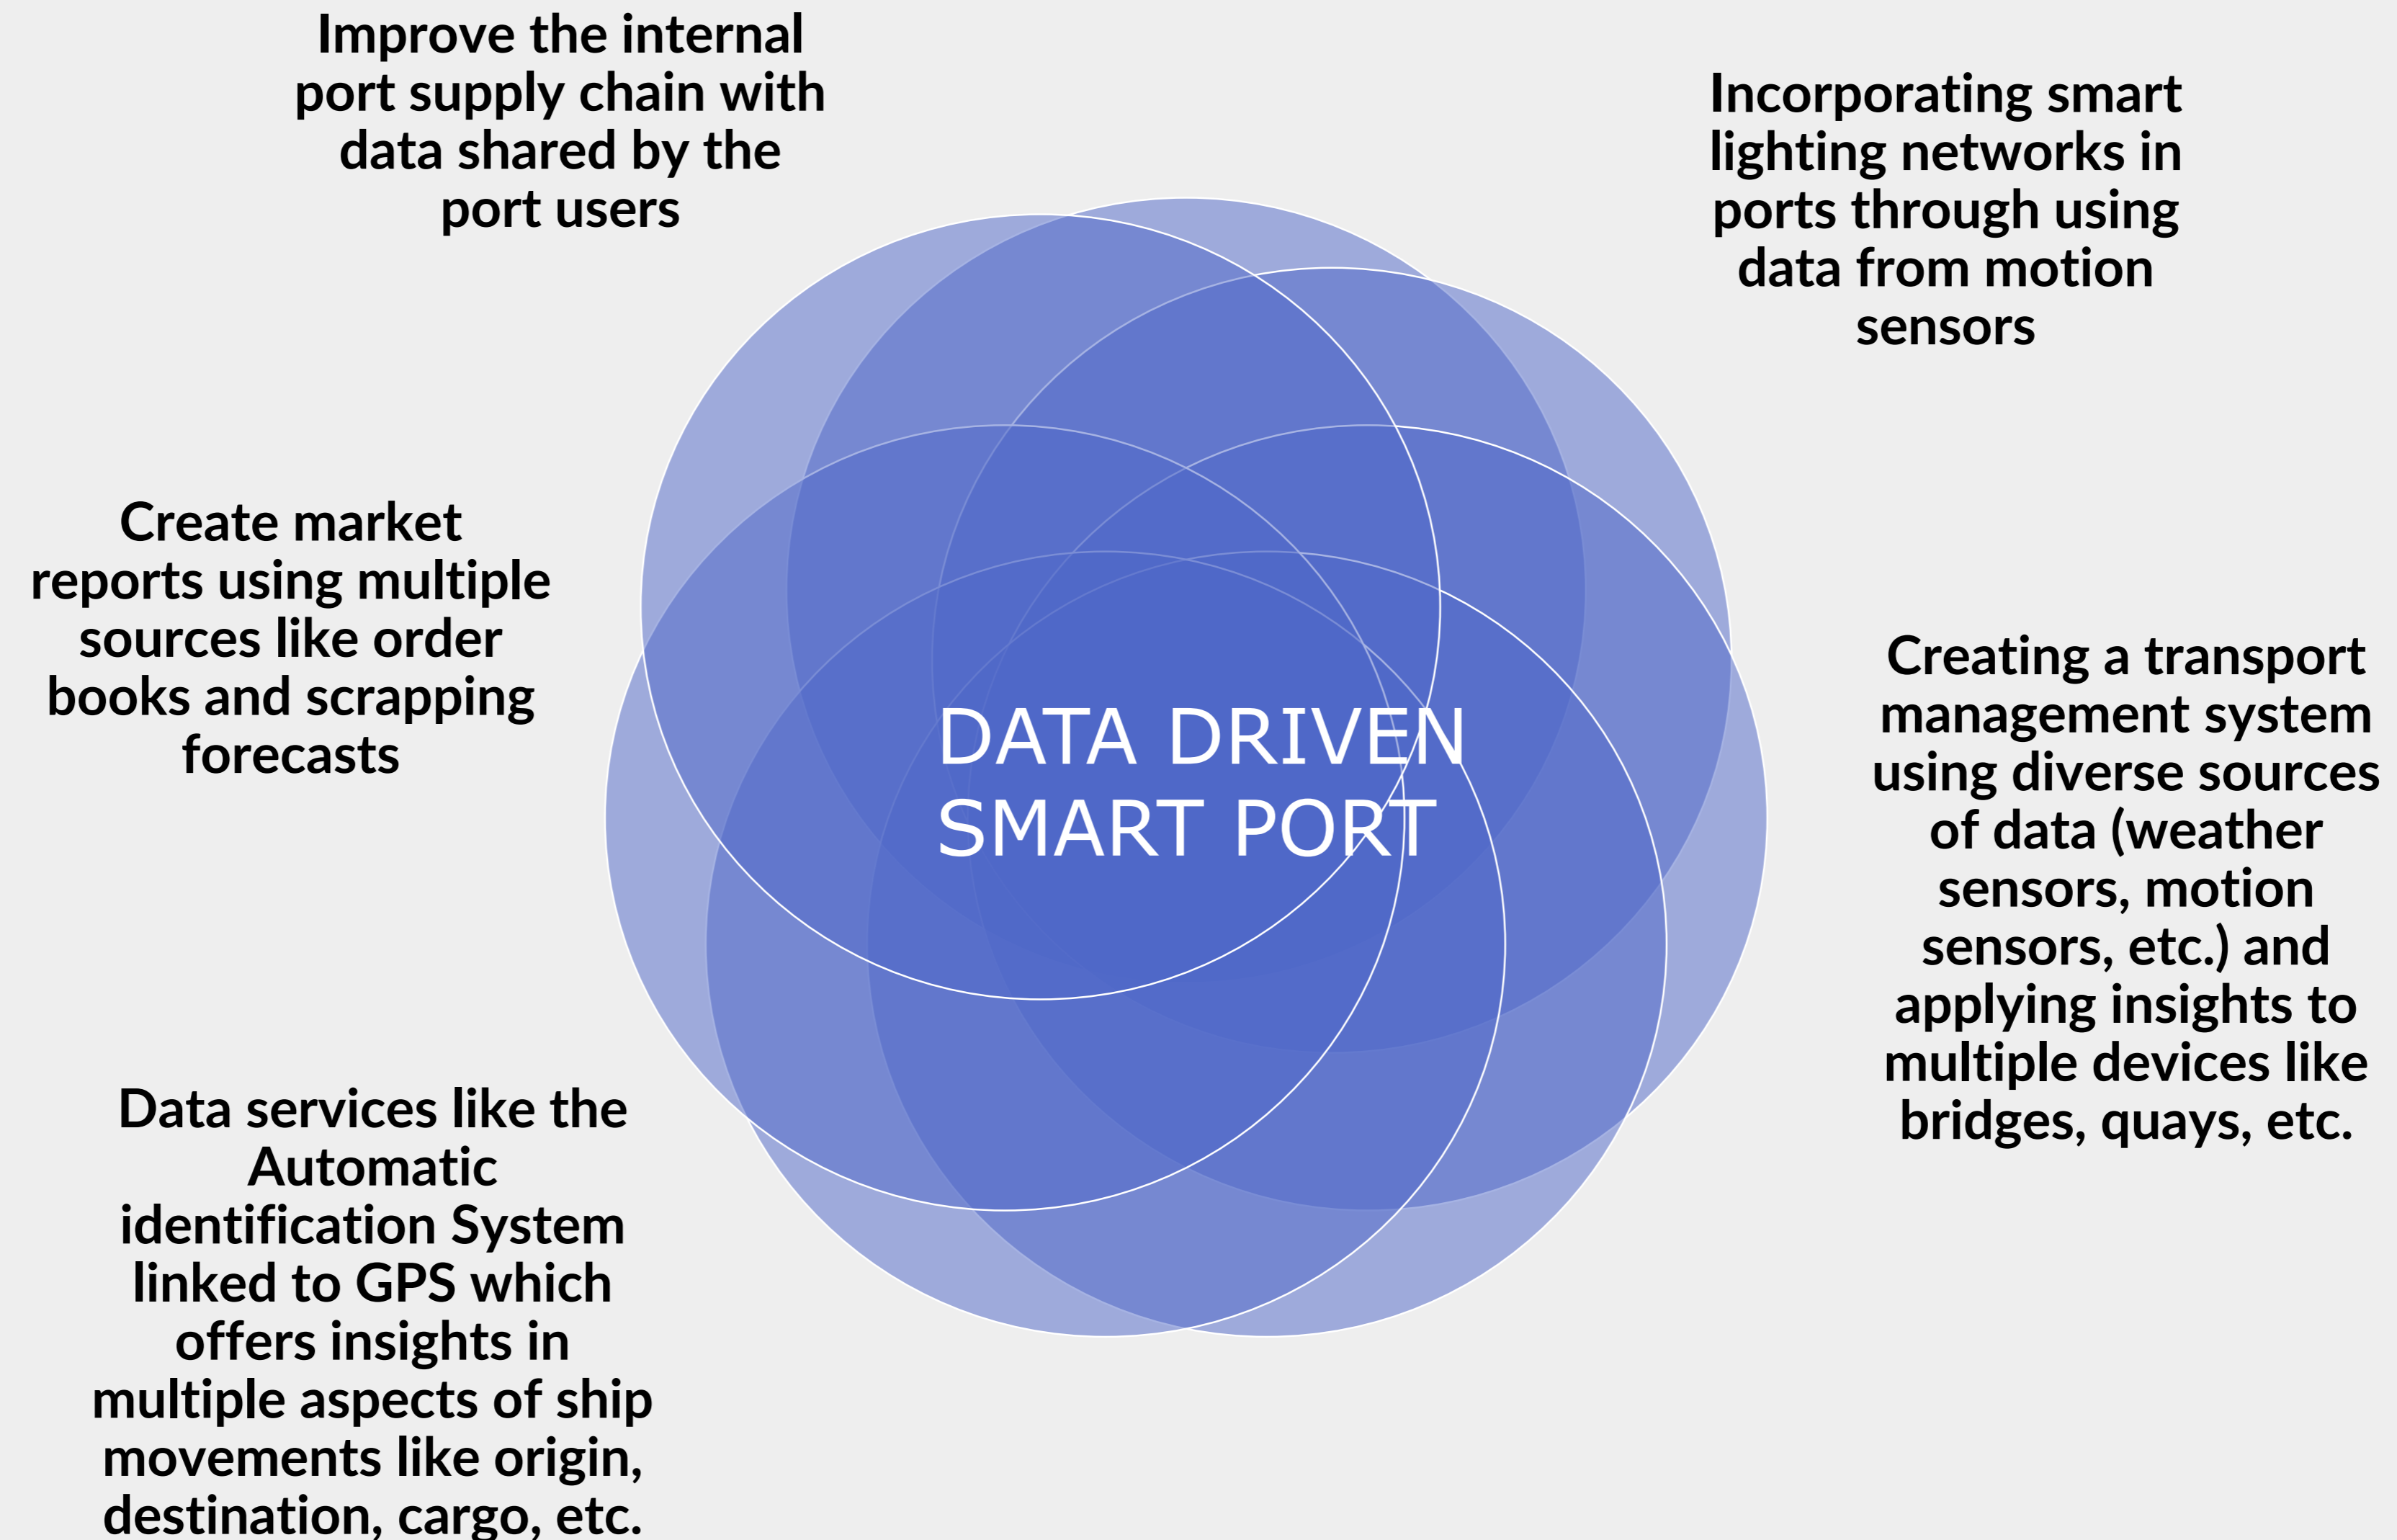 Improve the internal
port supply chain with
data shared by the
port users
Incorporating smart
lighting networks in
ports through using
data from motion
sensors
Create market
reports using multiple
sources like order
books and scrapping
forecasts
DATA DRIVEN
SMART PORT
Creating a transport
management system
using diverse sources
of data (weather
sensors, motion
sensors, etc.) and
applying insights to
multiple devices like
bridges, quays, etc.
Data services like the
Automatic
identification System
linked to GPS which
offers insights in
multiple aspects of ship
movements like origin,
destination, cargo, etc.